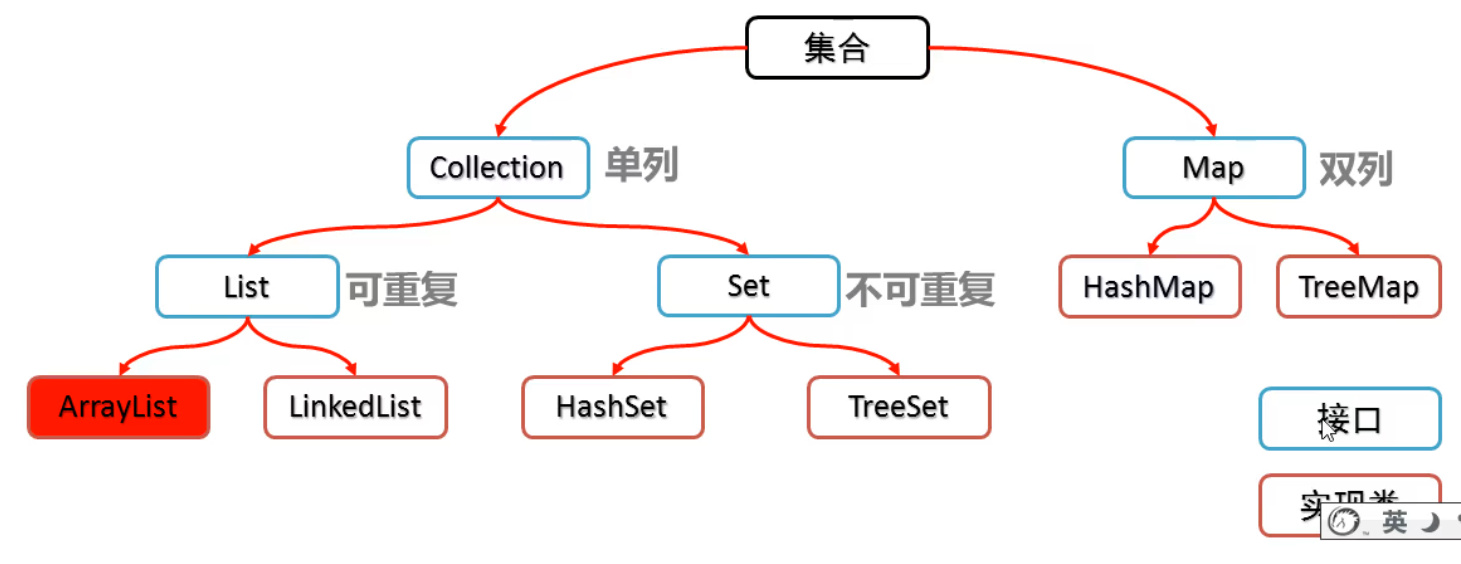 集合
Collection 单列
Map 双列
List 可重复
Set 不可重复
HashMap
TreeMap
ArrayList
LinkedList
HashSet
TreeSet
接口
实现类
英